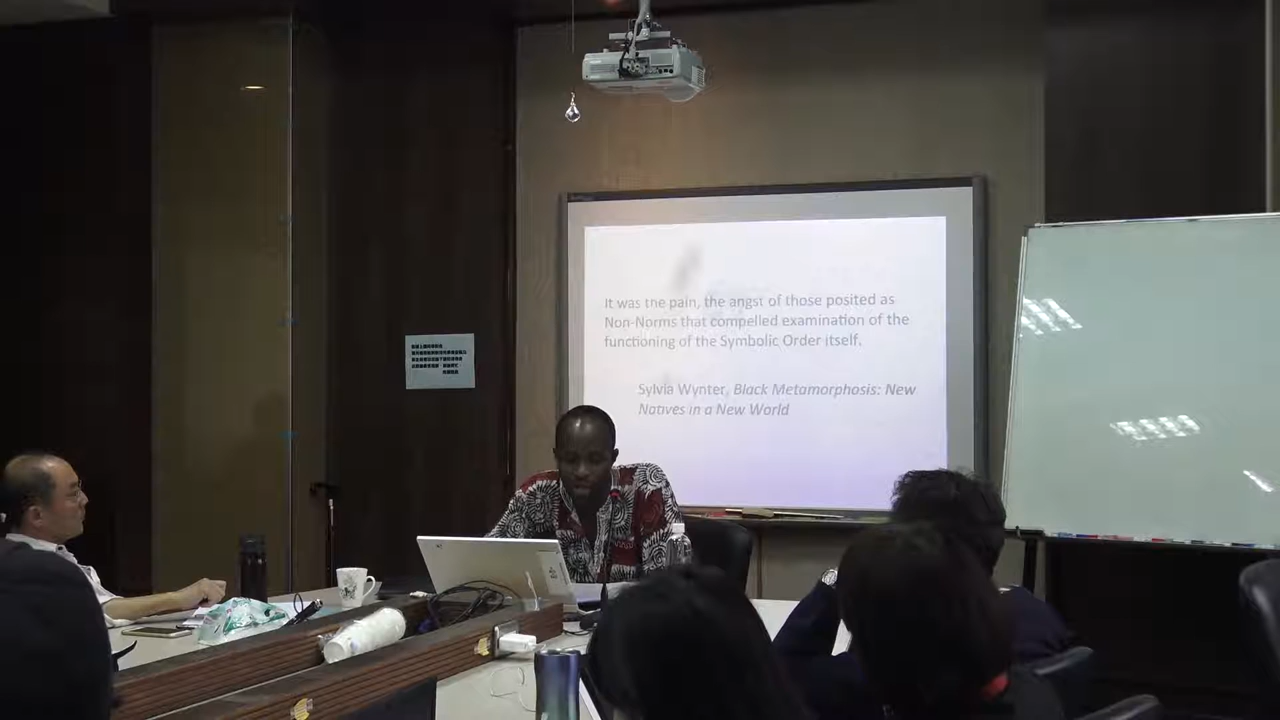 It was the pain, the angst of those posited as
Non-Norms that compelled examination of the
functioning of the Symbolic Order itself.
Sylvia Wynter, Black Metamorphosis: New
Natives in a New World